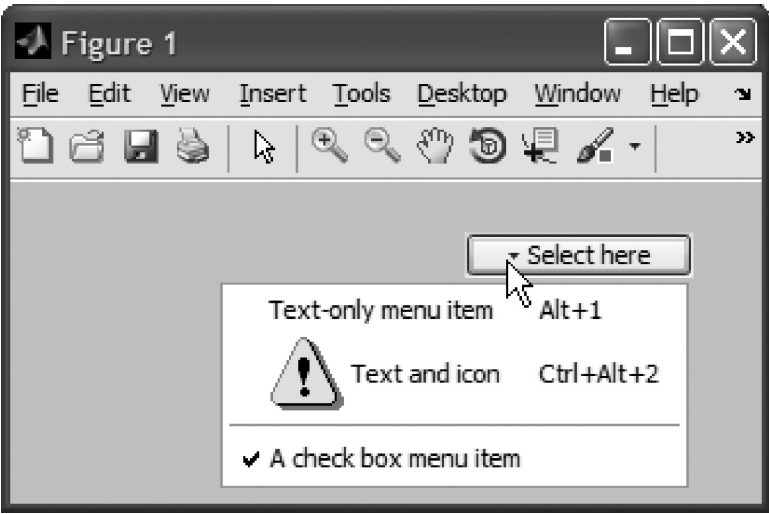 Figure 1
File Edit View Insert Tools Desktop Window Help
Select here
Text-only menu item Alt+1
Text and icon Ctrl+Alt+2
A check box menu item